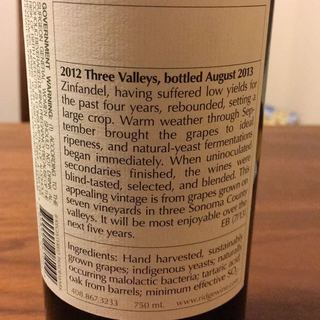 2012 Three Valleys, bottled August 2013
Zinfandel, having suffered low yields for
the past four years, rebounded, setting a
large crop. Warm weather through Sep-
tember brought the grapes to ideal
ripeness, and natural-yeast fermentations
began immediately. When uninoculated
secondaries finished, the wines were
blind-tasted, selected, and blended. This
appealing vintage is from grapes grown on
seven vineyards in three Sonoma County
valleys. It will be most enjoyable over the
next five years. EB (7/13)
Ingredients: Hand harvested, sustainably
grown grapes; indigenous yeasts; naturally
occurring malolactic bacteria; tartaric acid;
oak from barrels; minimum effective SO2
408.867.3233 750 mL
GOVERNMENT WARNING: (1) ACCORDING TO